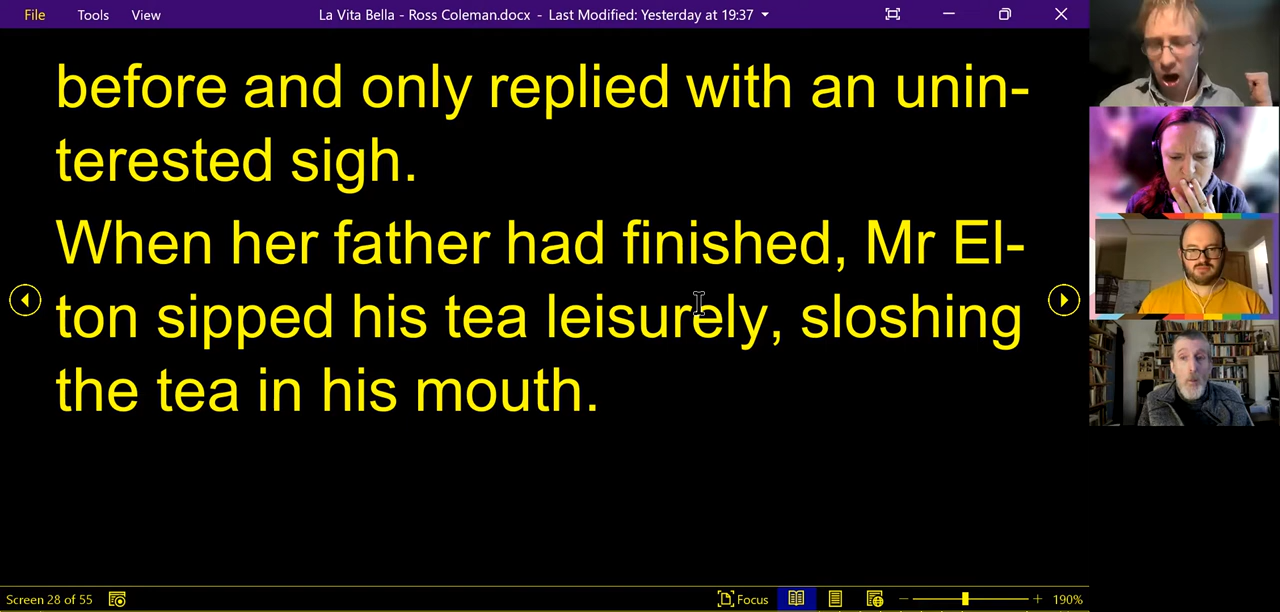 File Tools View La Vita Bella - Ross Coleman.docx - Last Modified: Yesterday at 19:37
before and only replied with an unin-
terested sigh.
When her father had finished, Mr El-
ton sipped his tea leisurely, sloshing
the tea in his mouth.
Screen 28 of 55 Focus 190%